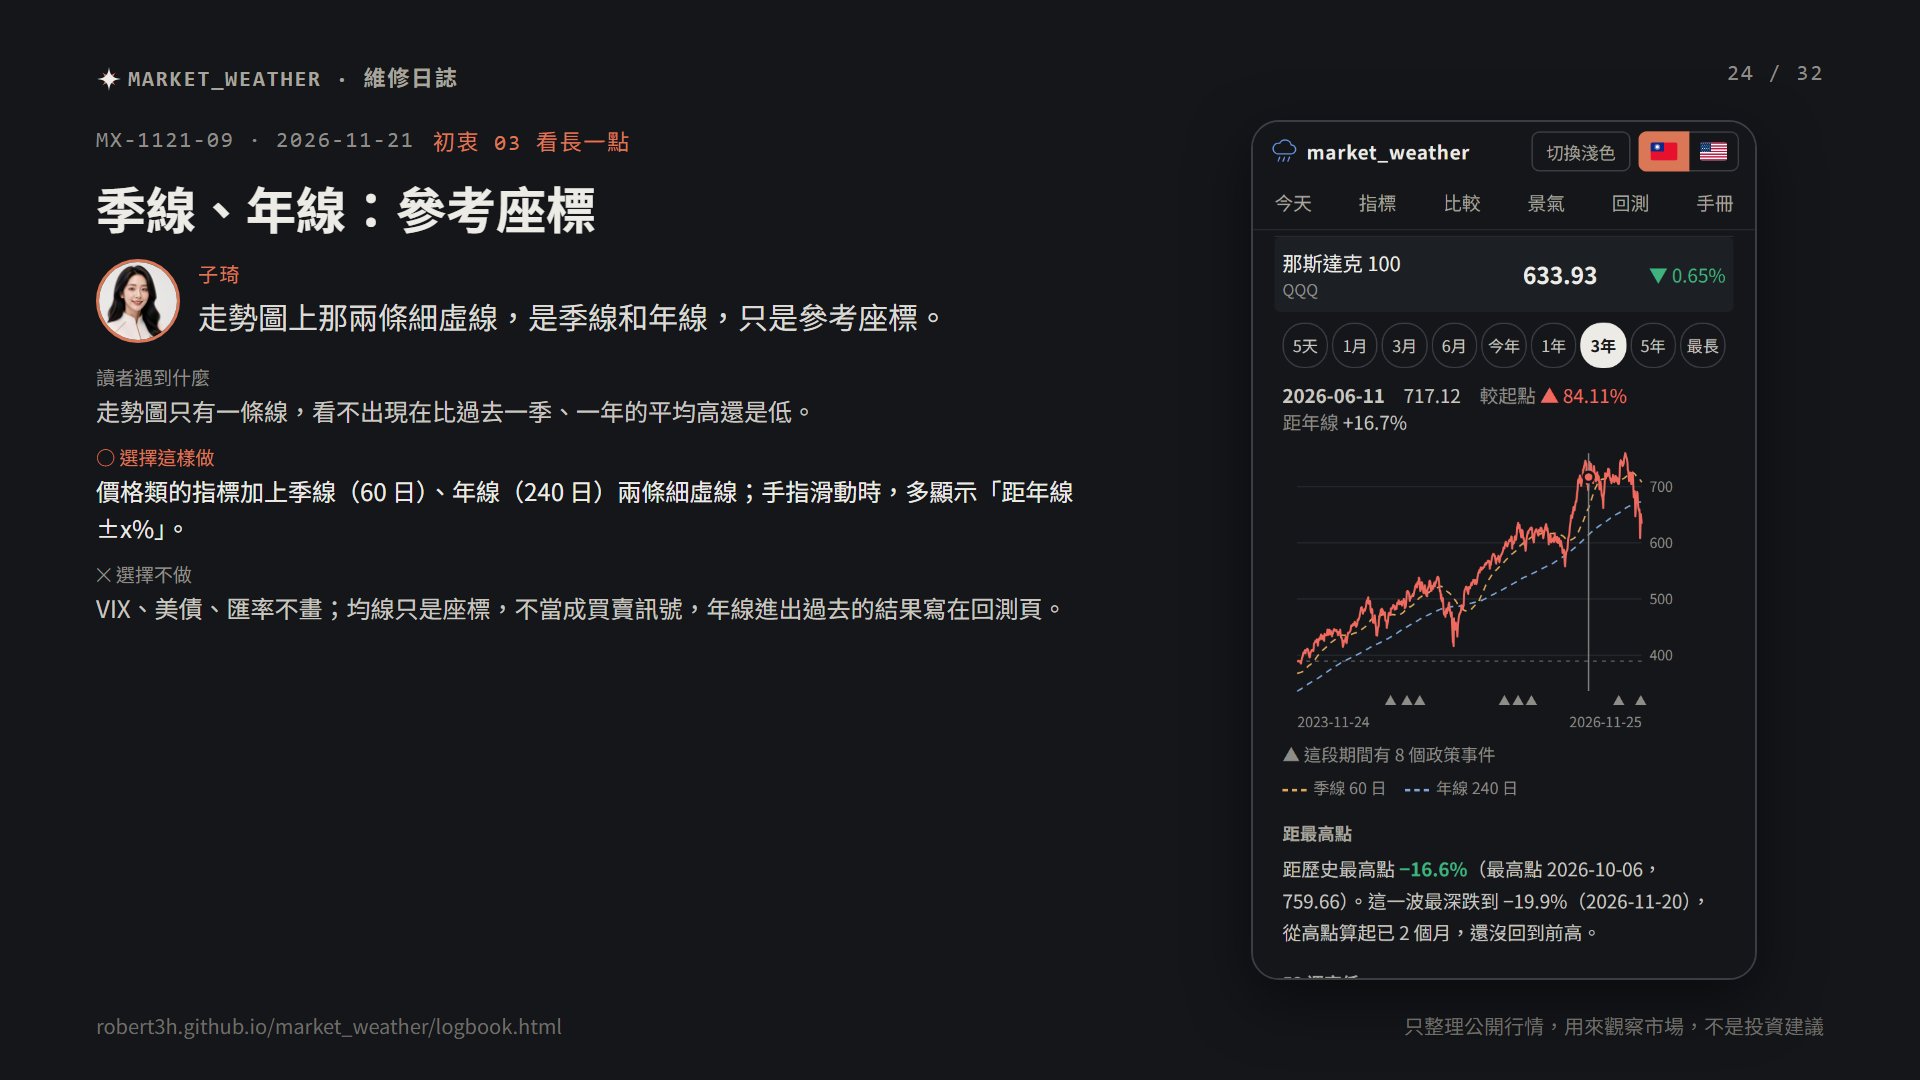 MARKET_WEATHER · 維修日誌
24 / 32
MX-1121-09 · 2026-11-21 初衷 03 看長一點
季線、年線：參考座標
子琦
走勢圖上那兩條細虛線，是季線和年線，只是參考座標。
讀者遇到什麼
走勢圖只有一條線，看不出現在比過去一季、一年的平均高還是低。
○ 選擇這樣做
價格類的指標加上季線（60 日）、年線（240 日）兩條細虛線；手指滑動時，多顯示「距年線
±x%」。
× 選擇不做
VIX、美債、匯率不畫；均線只是座標，不當成買賣訊號，年線進出過去的結果寫在回測頁。
market_weather
切換淺色
今天 指標 比較 景氣 回測 手冊
那斯達克 100
QQQ
633.93 ▼ 0.65%
5天 1月 3月 6月 今年 1年 3年 5年 最長
2026-06-11 717.12 較起點 ▲ 84.11%
距年線 +16.7%
700
600
500
400
2023-11-24 2026-11-25
▲ 這段期間有 8 個政策事件
季線 60 日 年線 240 日
距最高點
距歷史最高點 −16.6%（最高點 2026-10-06，
759.66）。這一波最深跌到 −19.9%（2026-11-20），
從高點算起已 2 個月，還沒回到前高。
robert3h.github.io/market_weather/logbook.html
只整理公開行情，用來觀察市場，不是投資建議